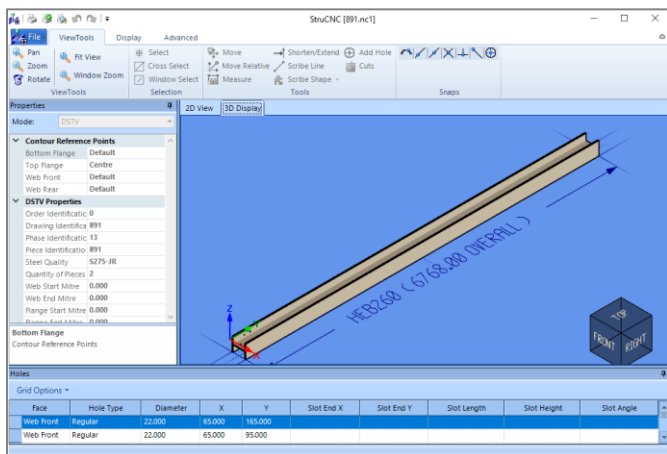 StruCNC [891.nc1]
File ViewTools Display Advanced
Pan
Zoom
Rotate
Fit View
Window Zoom
ViewTools
Select
Cross Select
Window Select
Selection
Move
Move Relative
Measure
Shorten/Extend
Scribe Line
Scribe Shape
Add Hole
Cuts
Tools
Snaps
Properties
Mode: DSTV
Contour Reference Points
Bottom Flange Default
Top Flange Centre
Web Front Default
Web Rear Default
DSTV Properties
Order Identificatic 0
Drawing Identifica 891
Phase Identificatic 13
Piece Identificatio 891
Steel Quality S275-JR
Quantity of Pieces 2
Web Start Mitre 0.000
Web End Mitre 0.000
Flange Start Mitre 0.000
Flange End Mitre 0.000
Bottom Flange
Contour Reference Points
2D View 3D Display
HEB260 ( 6768.00 OVERALL )
Z
Y
X
TOP
FRONT
RIGHT
Holes
Grid Options
Face Hole Type Diameter X Y Slot End X Slot End Y Slot Length Slot Height Slot Angle
Web Front Regular 22.000 65.000 165.000
Web Front Regular 22.000 65.000 95.000